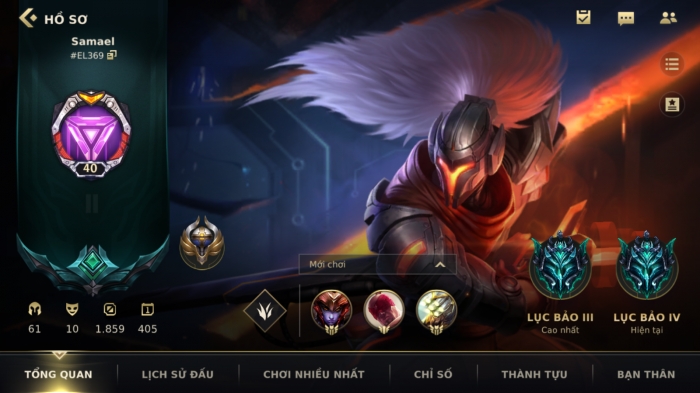 HỒ SƠ
Samael
#EL369
40
61 10 1.859 405
Mới chơi
LỤC BẢO III
Cao nhất
LỤC BẢO IV
Hiện tại
TỔNG QUAN
LỊCH SỬ ĐẤU
CHƠI NHIỀU NHẤT
CHỈ SỐ
THÀNH TỰU
BẠN THÂN